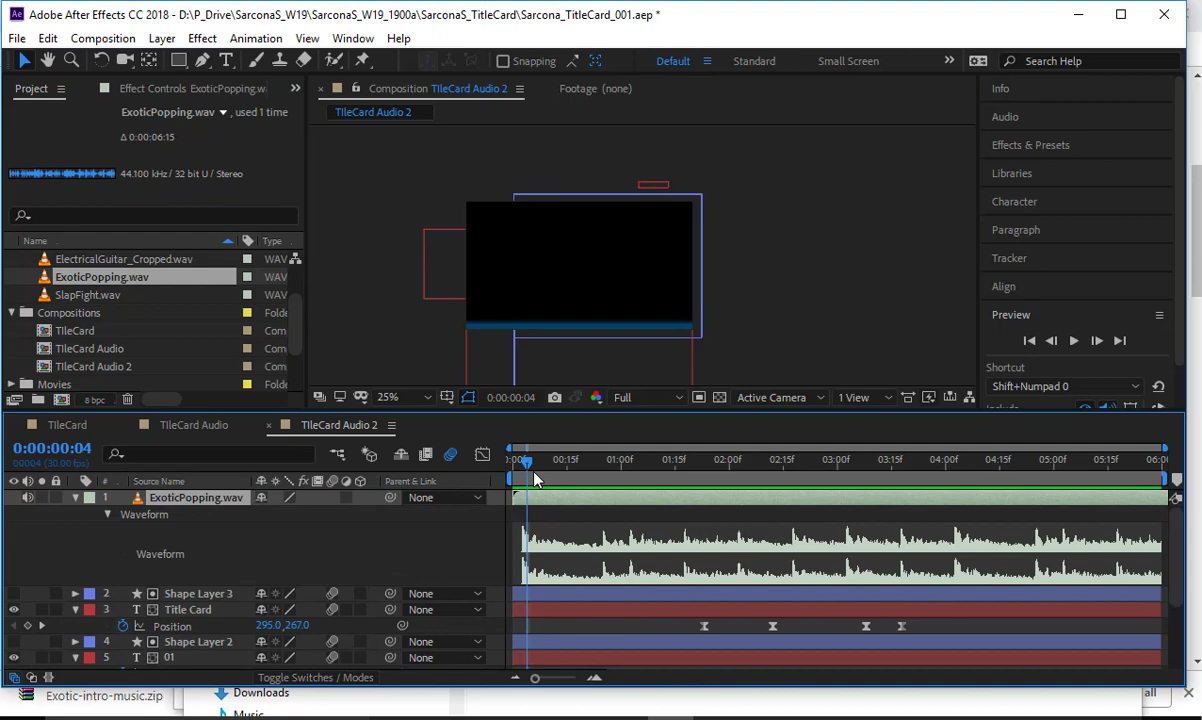 Adobe After Effects CC 2018 - D:\P_Drive\SarconaS_W19\SarconaS_W19_1900a\SarconaS_TitleCard\Sarcona_TitleCard_001.aep *
File Edit Composition Layer Effect Animation View Window Help
Snapping Default Standard Small Screen Search Help
Project Effect Controls ExoticPopping.w Composition TIleCard Audio 2 Footage (none) Info
ExoticPopping.wav , used 1 time TIleCard Audio 2 Audio
Δ 0:00:06:15 Effects & Presets
44.100 kHz / 32 bit U / Stereo Libraries
Character
Name Type Paragraph
ElectricalGuitar_Cropped.wav WAV Tracker
ExoticPopping.wav WAV
SlapFight.wav WAV Align
Compositions Folde Preview
TIleCard Com
TIleCard Audio Com
TIleCard Audio 2 Com Shortcut
Movies Folde Shift+Numpad 0
8 bpc 25% 0:00:00:04 Full Active Camera 1 View Include
TIleCard TIleCard Audio TIleCard Audio 2
0:00:00:04
00004 (30.00 fps) 0:00f 00:15f 01:00f 01:15f 02:00f 02:15f 03:00f 03:15f 04:00f 04:15f 05:00f 05:15f 06:00
# Source Name Parent & Link
1 ExoticPopping.wav None
Waveform
Waveform
2 Shape Layer 3 None
3 T Title Card None
Position 295.0,267.0
4 Shape Layer 2 None
5 T 01 None
Toggle Switches / Modes
Exotic-intro-music.zip Downloads all
Music